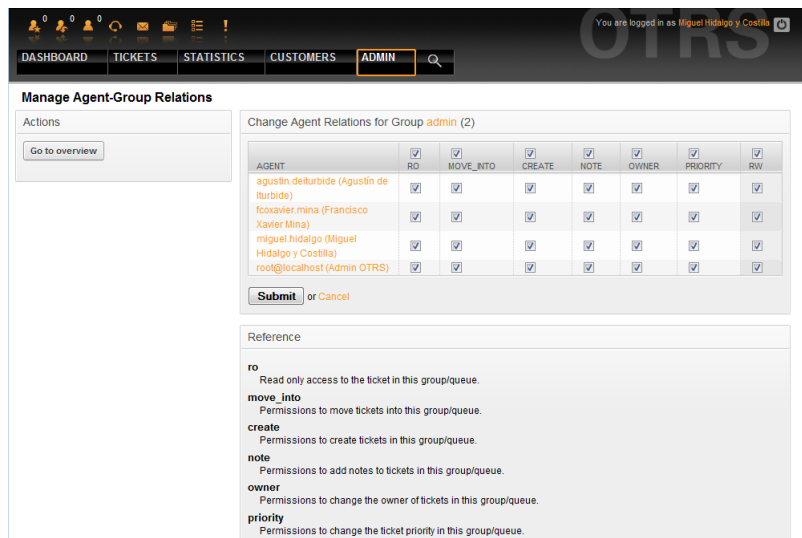 0 0 0
You are logged in as Miguel Hidalgo y Costilla
OTRS
DASHBOARD TICKETS STATISTICS CUSTOMERS ADMIN
Manage Agent-Group Relations
Actions
Go to overview
Change Agent Relations for Group admin (2)
AGENT RO MOVE_INTO CREATE NOTE OWNER PRIORITY RW
agustin.deiturbide (Agustín de
Iturbide)
fcoxavier.mina (Francisco
Xavier Mina)
miguel.hidalgo (Miguel
Hidalgo y Costilla)
root@localhost (Admin OTRS)
Submit or Cancel
Reference
ro
Read only access to the ticket in this group/queue.
move_into
Permissions to move tickets into this group/queue.
create
Permissions to create tickets in this group/queue.
note
Permissions to add notes to tickets in this group/queue.
owner
Permissions to change the owner of tickets in this group/queue.
priority
Permissions to change the ticket priority in this group/queue.